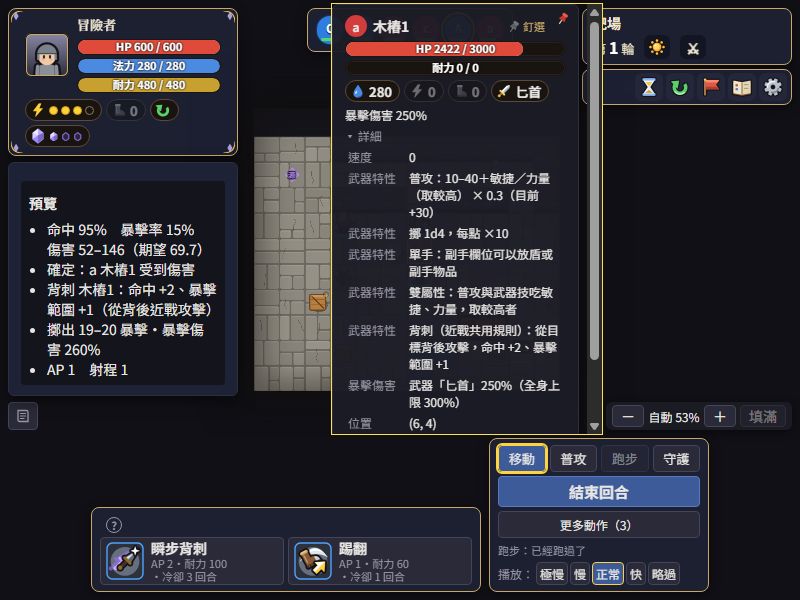 冒險者
HP 600 / 600
法力 280 / 280
耐力 480 / 480
0
預覽
命中 95%　暴擊率 15%
傷害 52–146（期望 69.7）
確定：a 木樁1 受到傷害
背刺 木樁1：命中 +2、暴擊
範圍 +1（從背後近戰攻擊）
擲出 19–20 暴擊・暴擊傷
害 260%
AP 1　射程 1
a 木樁1
釘選
HP 2422 / 3000
耐力 0 / 0
280
0
0
匕首
暴擊傷害 250%
詳細
速度 0
武器特性 普攻：10–40＋敏捷／力量
（取較高） × 0.3（目前
+30）
武器特性 擲 1d4，每點 ×10
武器特性 單手：副手欄位可以放盾或
副手物品
武器特性 雙屬性：普攻與武器技吃敏
捷、力量，取較高者
武器特性 背刺（近戰共用規則）：從目
標背後攻擊，命中 +2、暴擊
範圍 +1
暴擊傷害 武器「匕首」250%（全身上
限 300%）
位置 (6, 4)
場
1 輪
− 自動 53% + 填滿
移動 普攻 跑步 守護
結束回合
更多動作（3）
跑步：已經跑過了
播放： 極慢 慢 正常 快 略過
?
瞬步背刺
AP 2・耐力 100
・冷卻 3 回合
踢翻
AP 1・耐力 60
・冷卻 1 回合